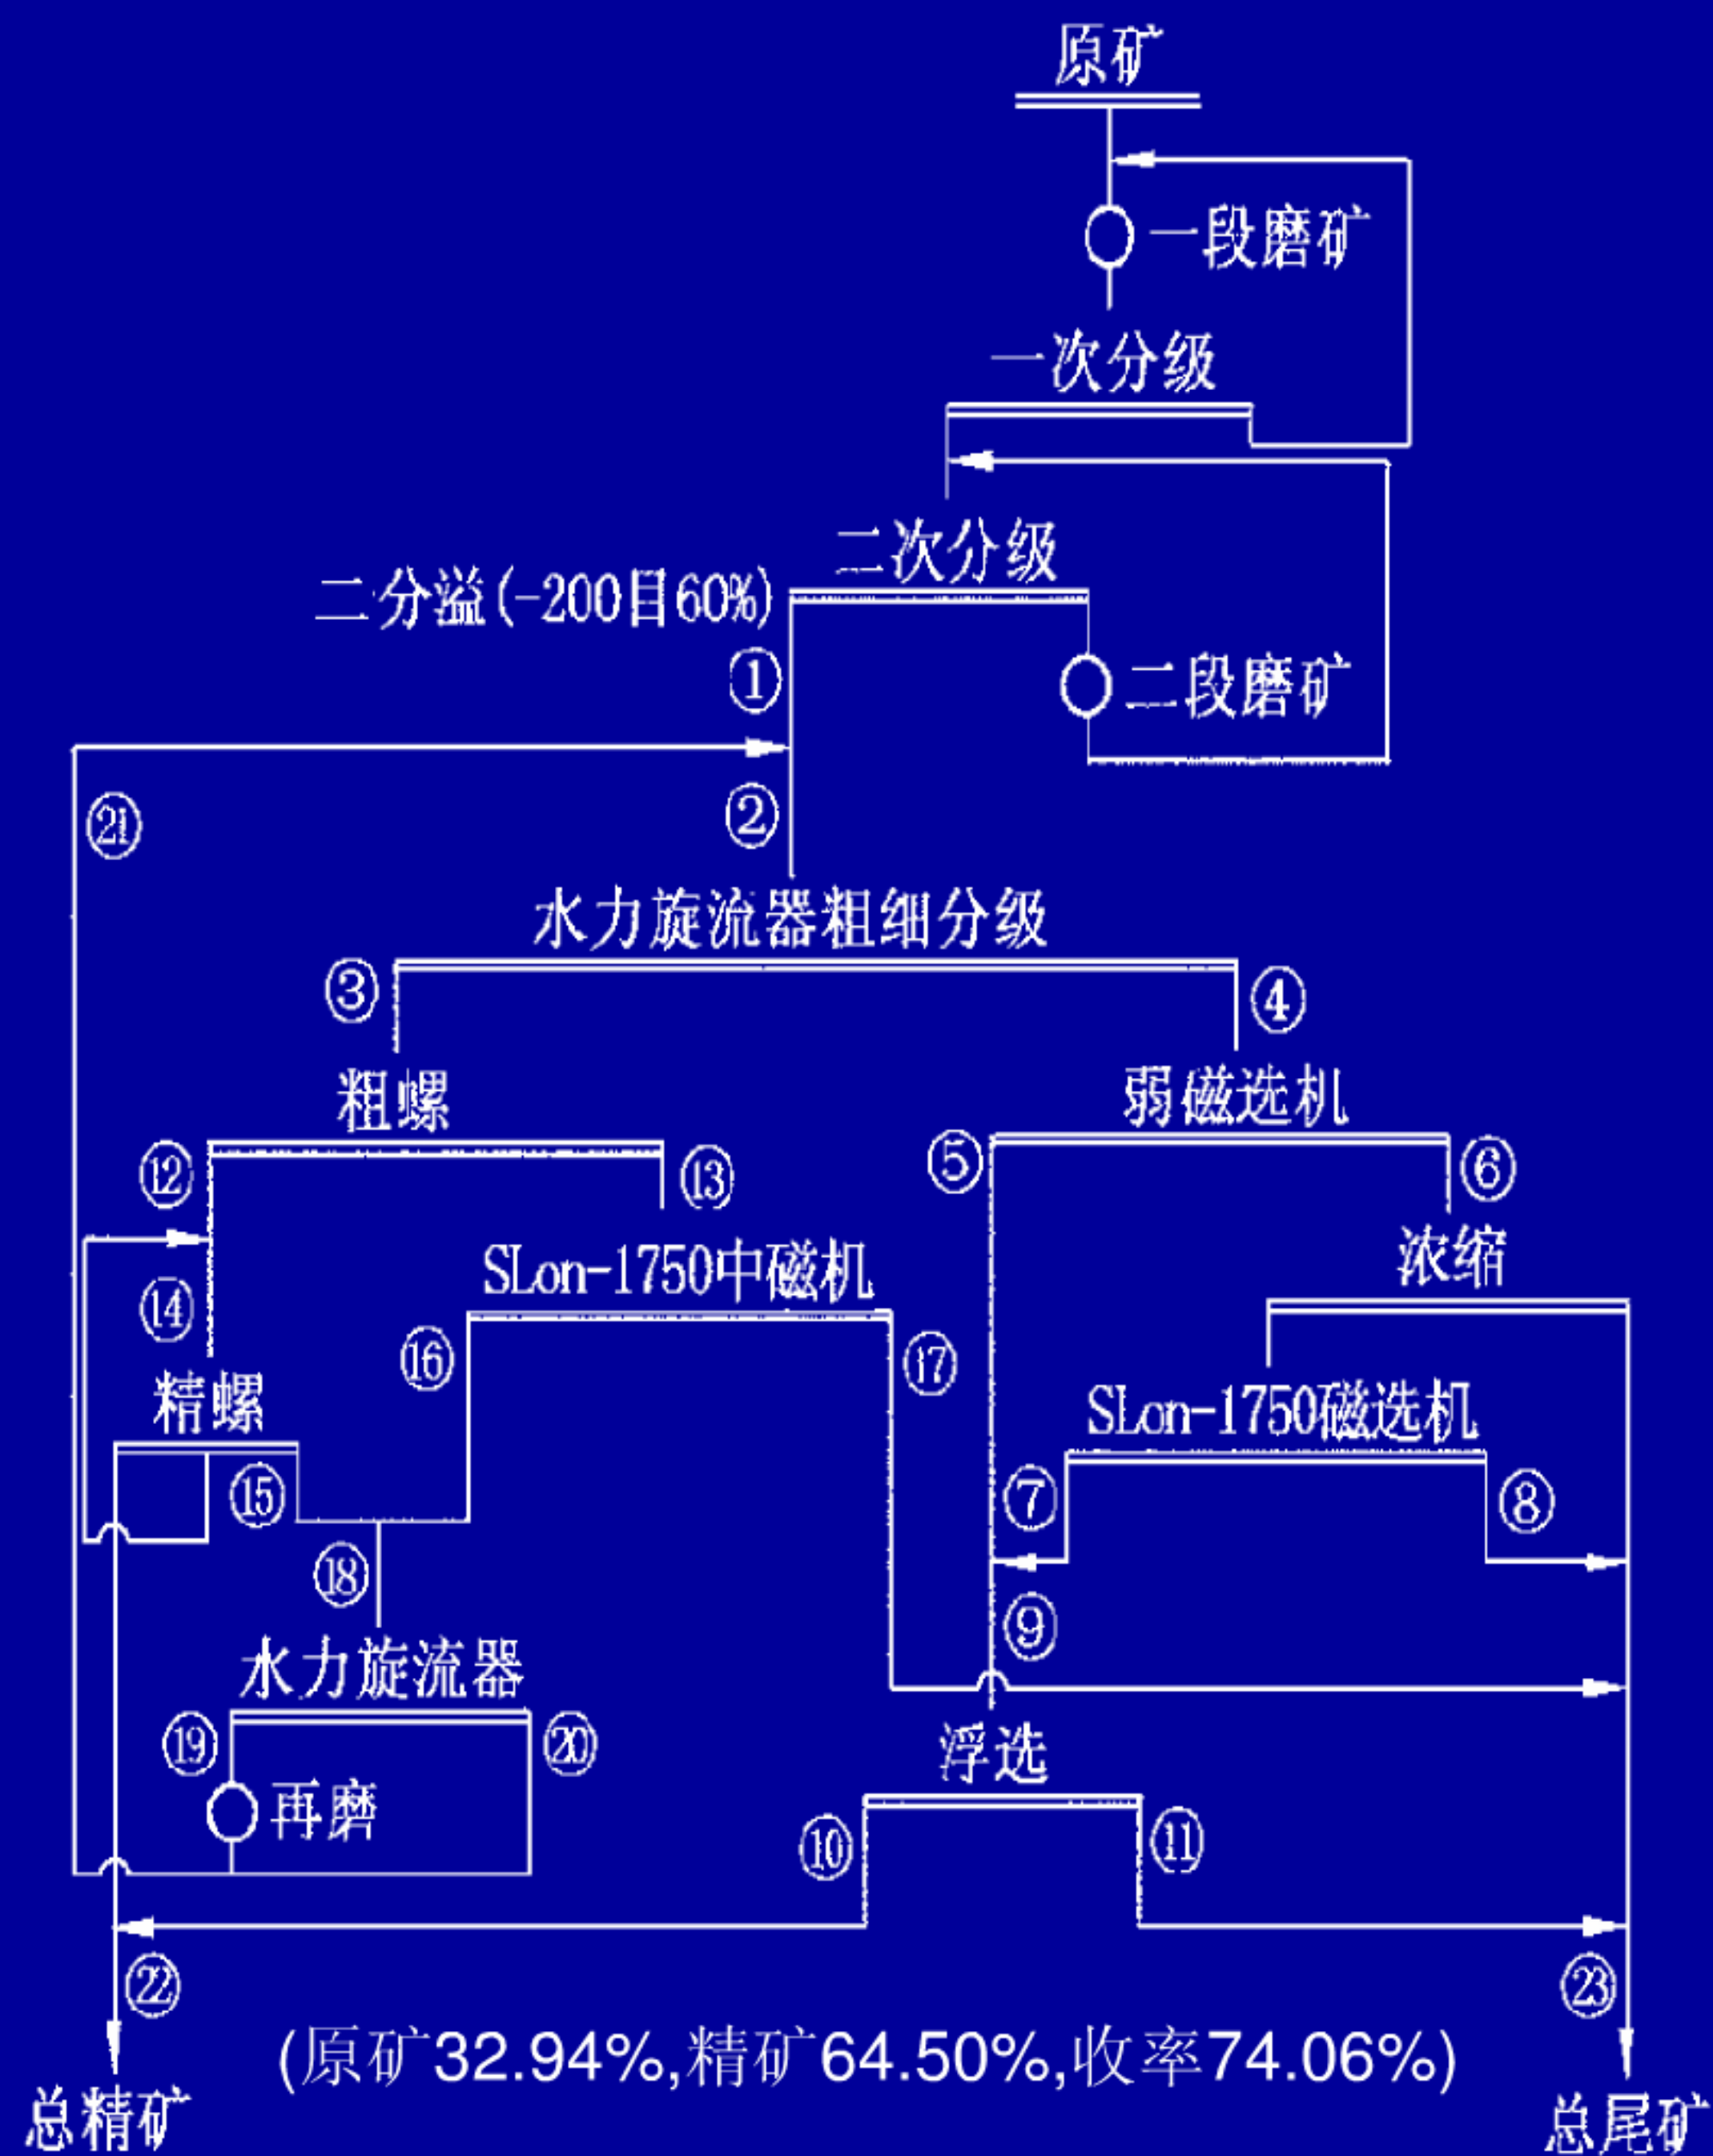 原矿
一段磨矿
一次分级
二次分级
二分溢(-200目60%)
①
二段磨矿
②
㉑
水力旋流器粗细分级
③
④
粗螺
弱磁选机
⑤
⑥
⑫
⑬
浓缩
SLon-1750中磁机
⑭
⑯
⑰
精螺
SLon-1750磁选机
⑮
⑦
⑧
⑱
⑨
水力旋流器
⑲
⑳
浮选
再磨
⑩
⑪
㉒
㉓
(原矿32.94%,精矿64.50%,收率74.06%)
总精矿
总尾矿